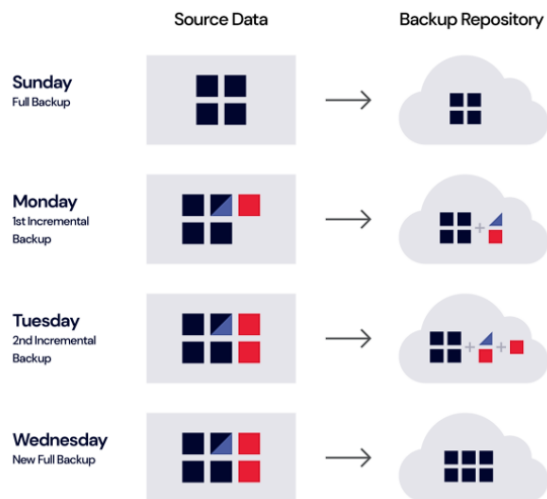 Source Data
Backup Repository
Sunday
Full Backup
Monday
1st Incremental
Backup
Tuesday
2nd Incremental
Backup
Wednesday
New Full Backup